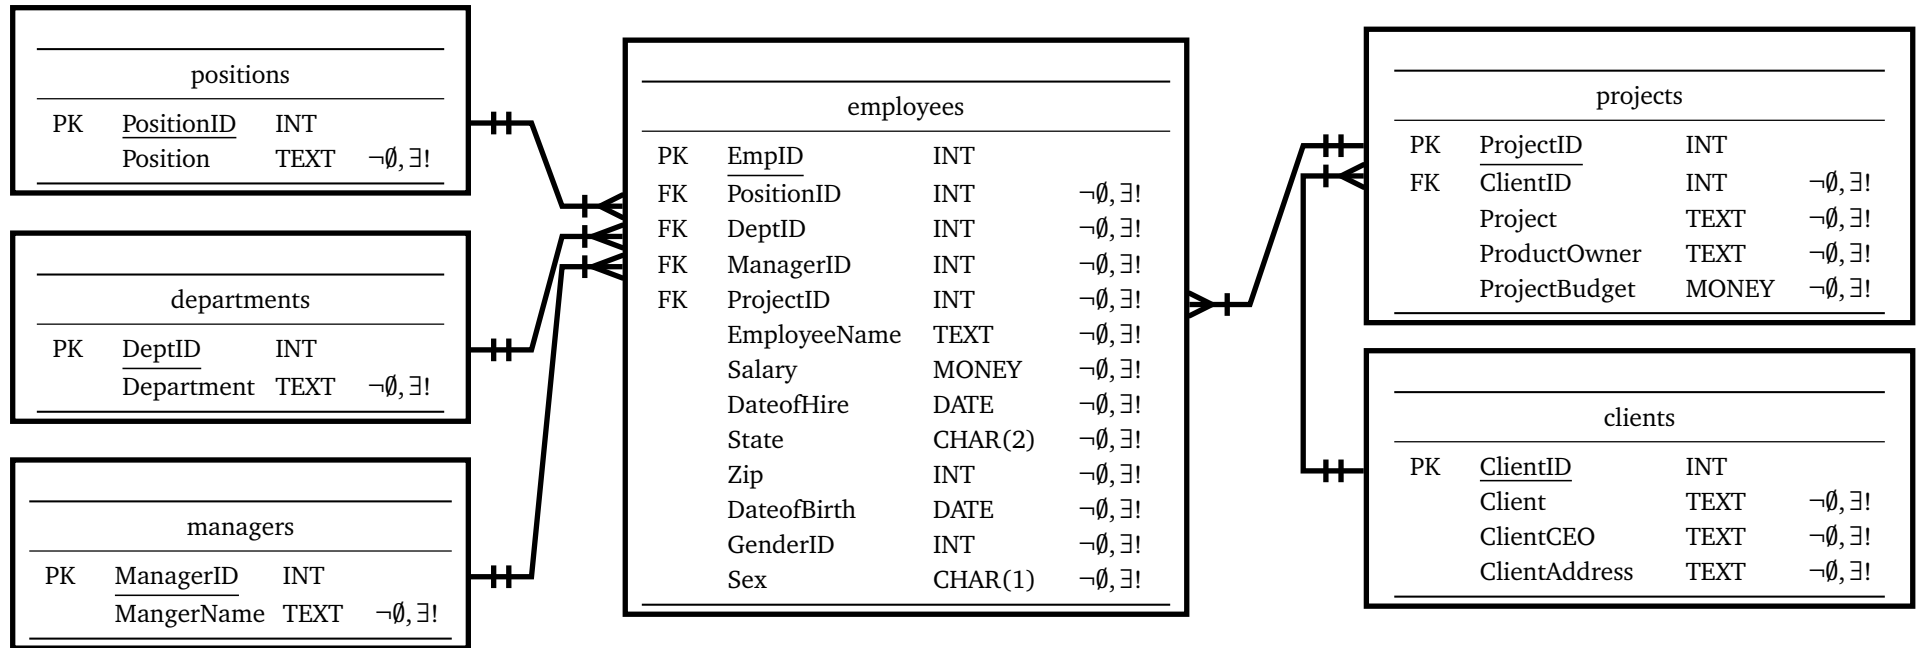 positions
PK PositionID INT
Position TEXT ¬∅, ∃!
departments
PK DeptID INT
Department TEXT ¬∅, ∃!
managers
PK ManagerID INT
MangerName TEXT ¬∅, ∃!
employees
PK EmpID INT
FK PositionID INT ¬∅, ∃!
FK DeptID INT ¬∅, ∃!
FK ManagerID INT ¬∅, ∃!
FK ProjectID INT ¬∅, ∃!
EmployeeName TEXT ¬∅, ∃!
Salary MONEY ¬∅, ∃!
DateofHire DATE ¬∅, ∃!
State CHAR(2) ¬∅, ∃!
Zip INT ¬∅, ∃!
DateofBirth DATE ¬∅, ∃!
GenderID INT ¬∅, ∃!
Sex CHAR(1) ¬∅, ∃!
projects
PK ProjectID INT
FK ClientID INT ¬∅, ∃!
Project TEXT ¬∅, ∃!
ProductOwner TEXT ¬∅, ∃!
ProjectBudget MONEY ¬∅, ∃!
clients
PK ClientID INT
Client TEXT ¬∅, ∃!
ClientCEO TEXT ¬∅, ∃!
ClientAddress TEXT ¬∅, ∃!